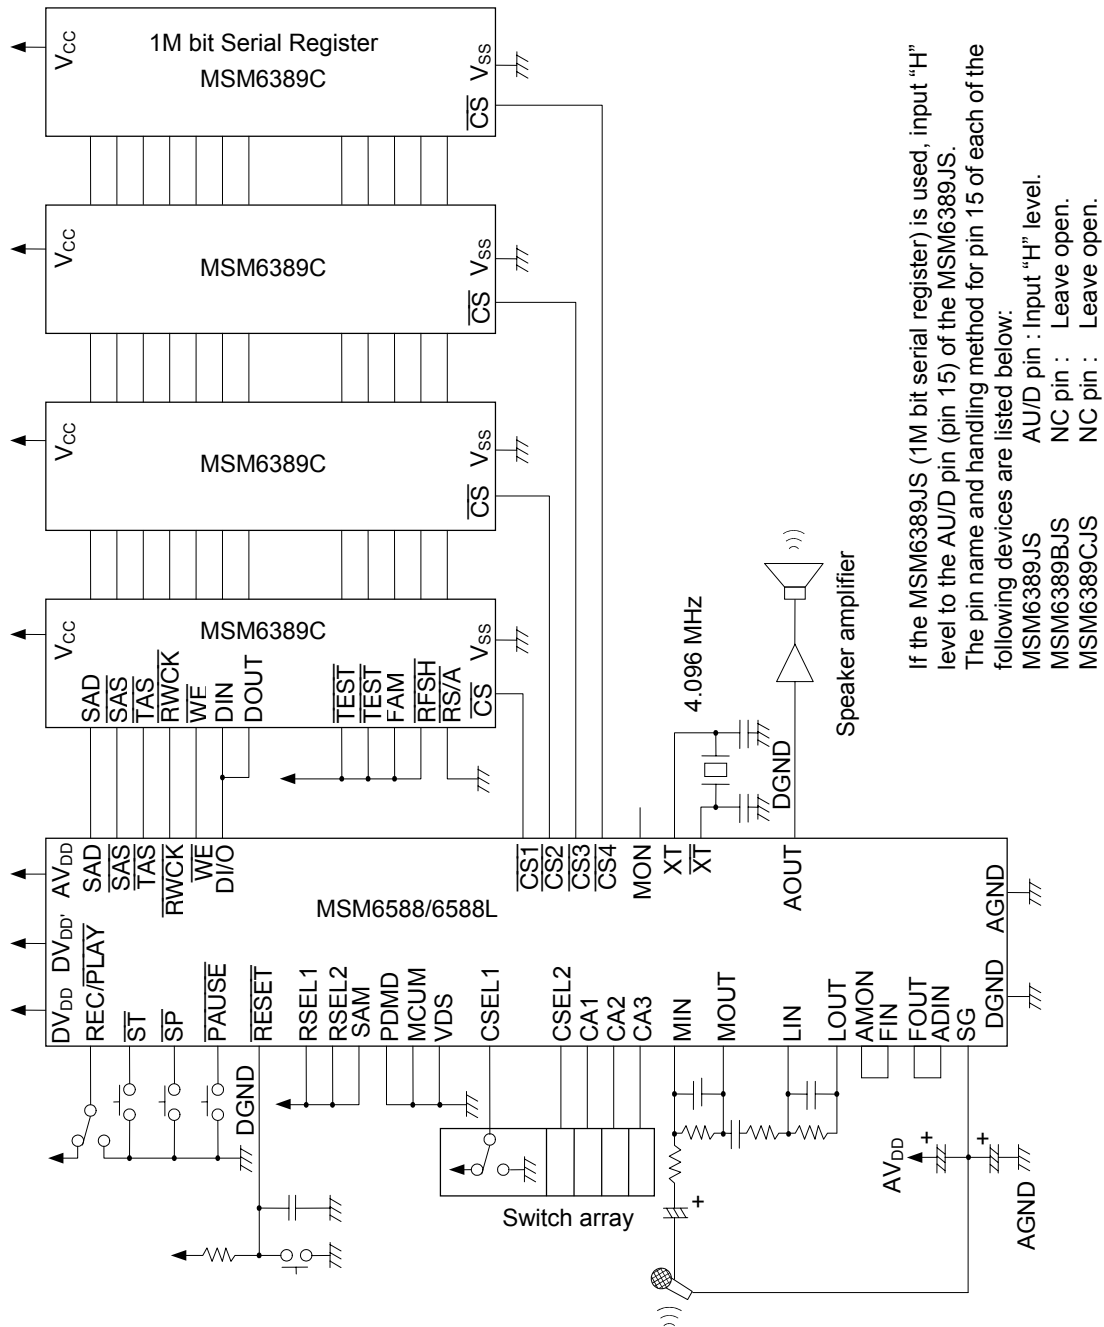 1M bit Serial Register
MSM6389C
VCC
VSS
CS
MSM6389C
VCC
VSS
CS
MSM6389C
VCC
VSS
CS
MSM6389C
VCC
VSS
SAD
SAS
TAS
RWCK
WE
DIN
DOUT
TEST
TEST
FAM
RFSH
RS/A
CS
MSM6588/6588L
DVDD
DVDD'
AVDD
SAD
SAS
TAS
RWCK
WE
DI/O
CS1
CS2
CS3
CS4
MON
XT
XT
AOUT
AGND
DGND
REC/PLAY
ST
SP
PAUSE
RESET
RSEL1
RSEL2
SAM
PDMD
MCUM
VDS
CSEL1
CSEL2
CA1
CA2
CA3
MIN
MOUT
LIN
LOUT
AMON
FIN
FOUT
ADIN
SG
4.096 MHz
DGND
Speaker amplifier
DGND
Switch array
+
AVDD
+
+
AGND
If the MSM6389JS (1M bit serial register) is used, input “H”
level to the AU/D pin (pin 15) of the MSM6389JS.
The pin name and handling method for pin 15 of each of the
following devices are listed below:
MSM6389JS AU/D pin : Input “H” level.
MSM6389BJS NC pin : Leave open.
MSM6389CJS NC pin : Leave open.